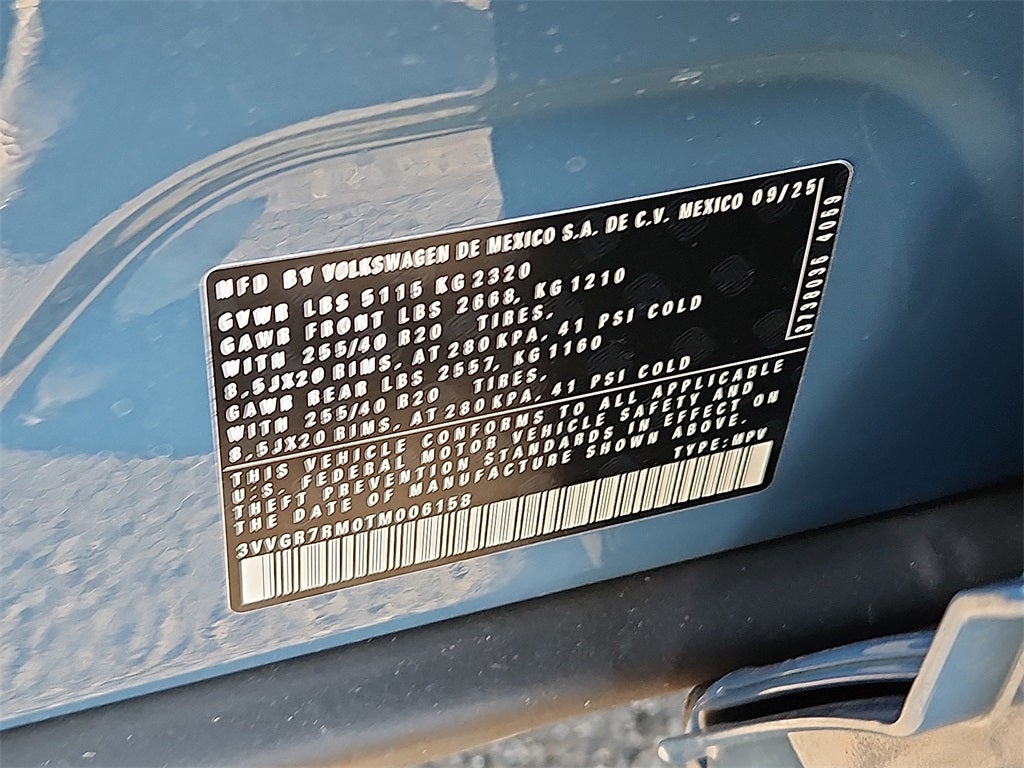 MFD BY VOLKSWAGEN DE MEXICO S.A. DE C.V. MEXICO 09/25
GVWR LBS 5115 KG 2320
GAWR FRONT LBS 2668, KG 1210
WITH 255/40 R20 TIRES,
8,5JX20 RIMS, AT 280 KPA, 41 PSI COLD
GAWR REAR LBS 2557, KG 1160
WITH 255/40 R20 TIRES,
8,5JX20 RIMS, AT 280 KPA, 41 PSI COLD
THIS VEHICLE CONFORMS TO ALL APPLICABLE
U.S. FEDERAL MOTOR VEHICLE SAFETY AND
THEFT PREVENTION STANDARDS IN EFFECT ON
THE DATE OF MANUFACTURE SHOWN ABOVE.
3VVGR7RM0TM006158 TYPE: MPV
3738036 4069